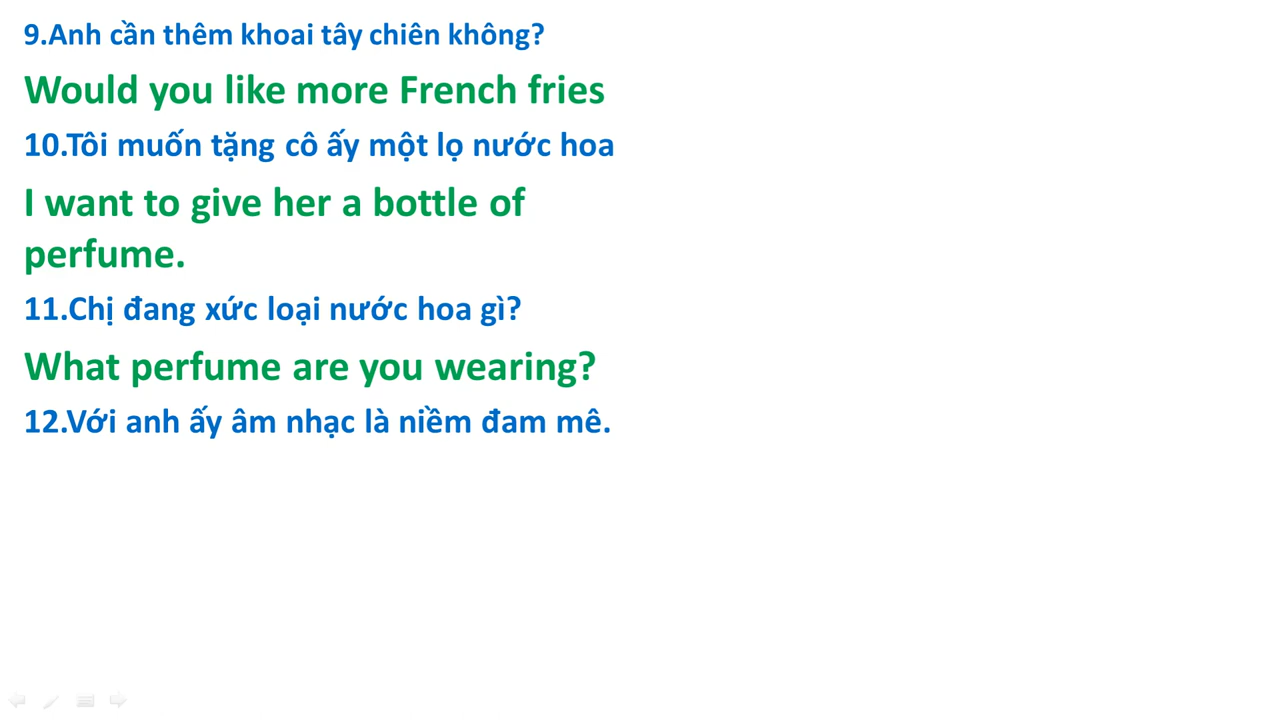 9.Anh cần thêm khoai tây chiên không?
Would you like more French fries
10.Tôi muốn tặng cô ấy một lọ nước hoa
I want to give her a bottle of
perfume.
11.Chị đang xức loại nước hoa gì?
What perfume are you wearing?
12.Với anh ấy âm nhạc là niềm đam mê.